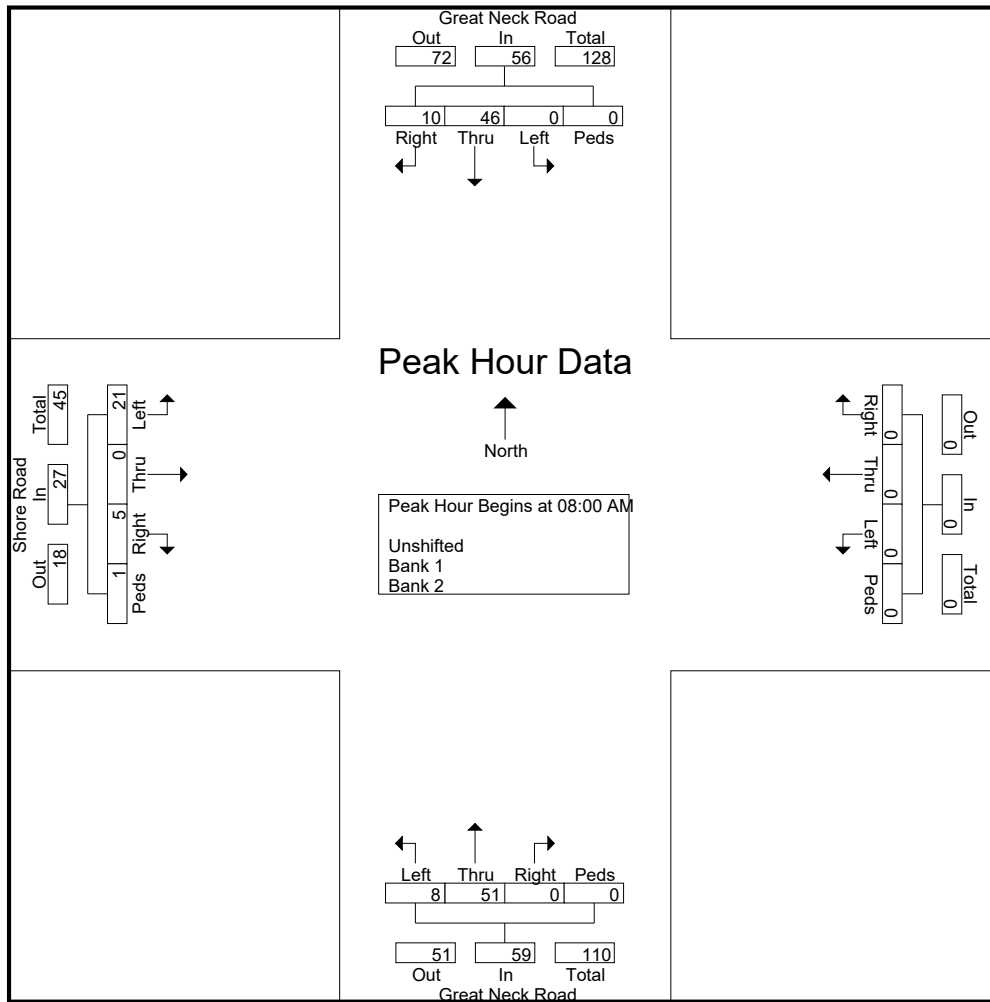 Great Neck Road
Out In Total
72 56 128
10 46 0 0
Right Thru Left Peds
Peak Hour Data
North
Peak Hour Begins at 08:00 AM
Unshifted
Bank 1
Bank 2
Shore Road
Out In Total
18 27 45
Left Thru Right Peds
21 0 5 1
Right Thru Left Peds
0 0 0 0
Out In Total
0 0 0
Left Thru Right Peds
8 51 0 0
51 59 110
Out In Total
Great Neck Road